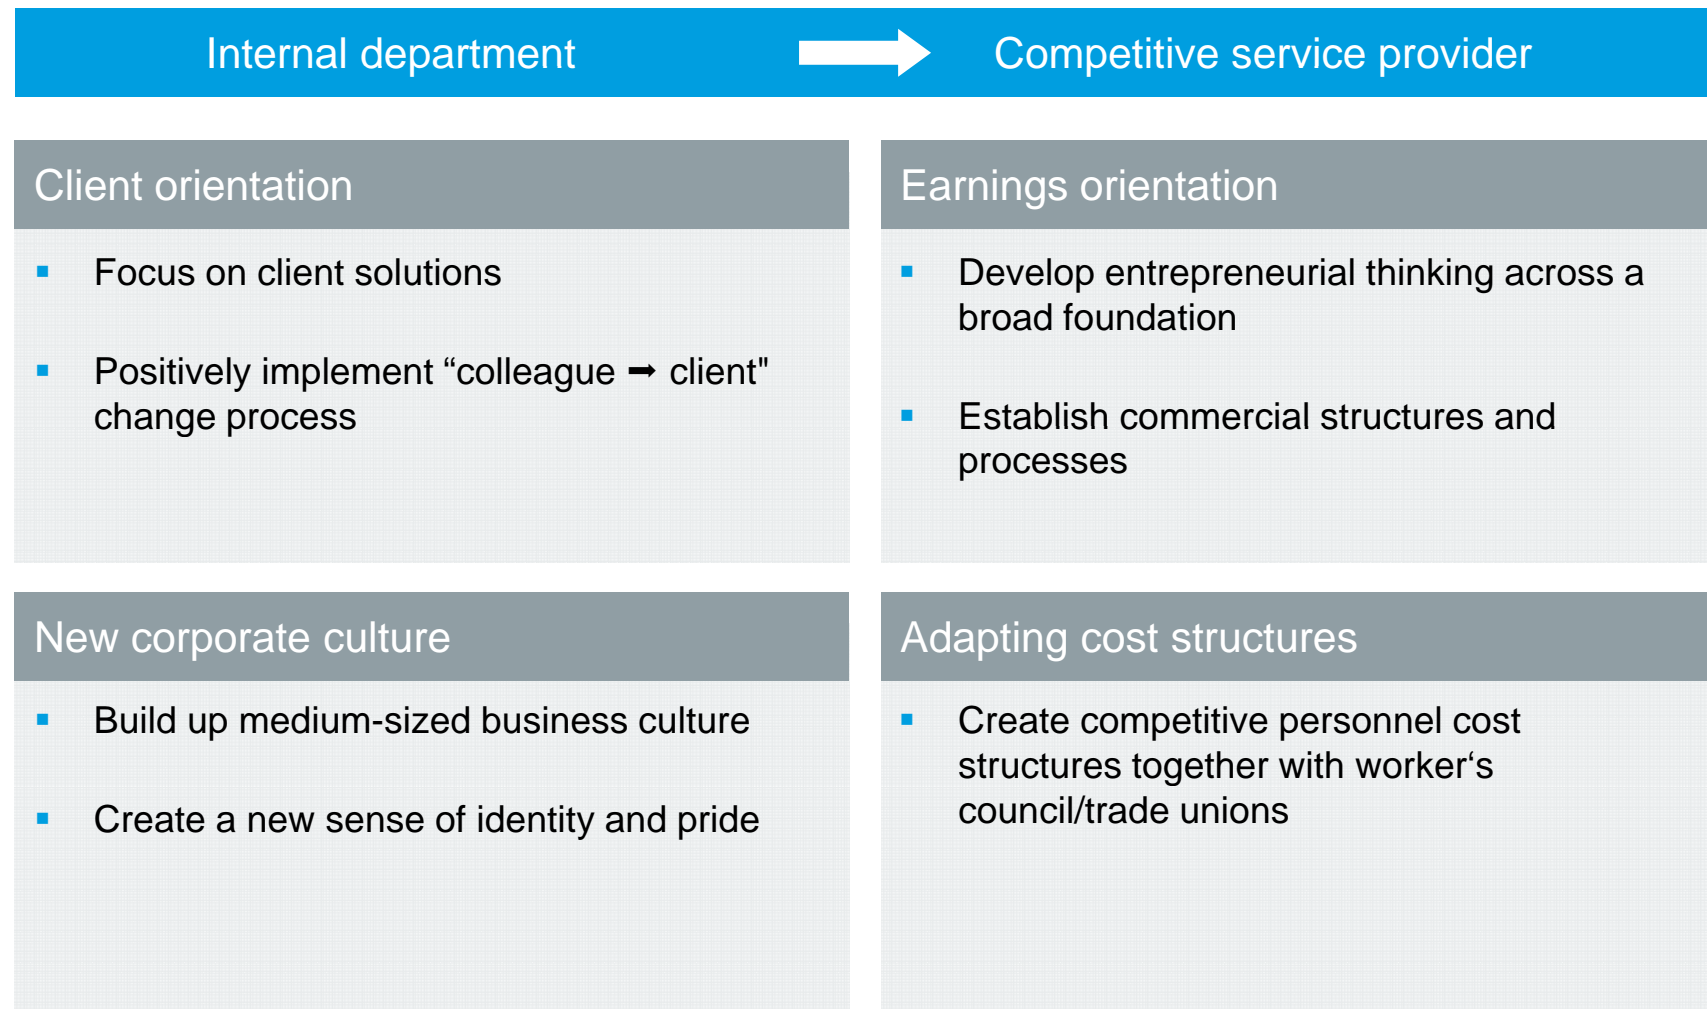 Internal department ➡ Competitive service provider
Client orientation
▪ Focus on client solutions
▪ Positively implement “colleague ➡ client"
change process
Earnings orientation
▪ Develop entrepreneurial thinking across a
broad foundation
▪ Establish commercial structures and
processes
New corporate culture
▪ Build up medium-sized business culture
▪ Create a new sense of identity and pride
Adapting cost structures
▪ Create competitive personnel cost
structures together with worker‘s
council/trade unions